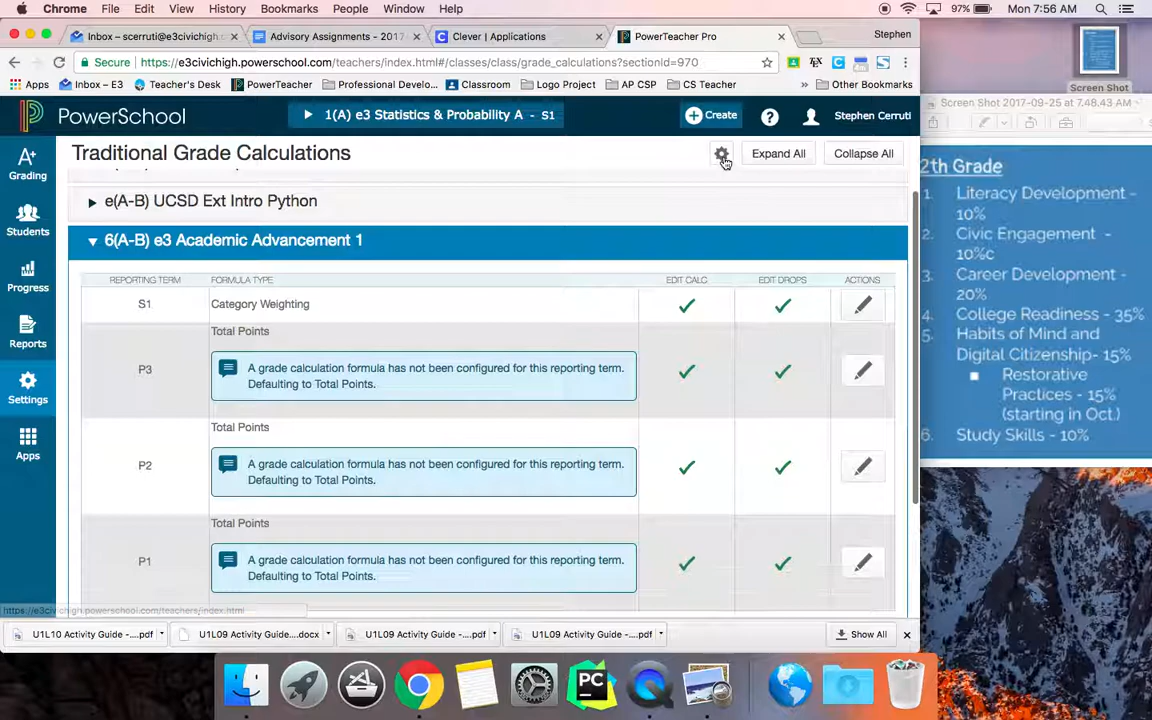 Chrome File Edit View History Bookmarks People Window Help 97% Mon 7:56 AM
Inbox – scerruti@e3civichigh. × Advisory Assignments - 2017- × Clever | Applications × PowerTeacher Pro × Stephen
Secure https://e3civichigh.powerschool.com/teachers/index.html#/classes/class/grade_calculations?sectionId=970
Apps Inbox – E3 Teacher's Desk PowerTeacher Professional Develo... Classroom Logo Project AP CSP CS Teacher » Other Bookmarks
PowerSchool 1(A) e3 Statistics & Probability A - S1 Create Stephen Cerruti
Traditional Grade Calculations Expand All Collapse All
Grading
Students
Progress
Reports
Settings
Apps
e(A-B) UCSD Ext Intro Python
6(A-B) e3 Academic Advancement 1
REPORTING TERM FORMULA TYPE EDIT CALC EDIT DROPS ACTIONS
S1 Category Weighting
Total Points
P3 A grade calculation formula has not been configured for this reporting term.
Defaulting to Total Points.
Total Points
P2 A grade calculation formula has not been configured for this reporting term.
Defaulting to Total Points.
Total Points
P1 A grade calculation formula has not been configured for this reporting term.
Defaulting to Total Points.
https://e3civichigh.powerschool.com/teachers/index.html
U1L10 Activity Guide -....pdf U1L09 Activity Guide....docx U1L09 Activity Guide -....pdf U1L09 Activity Guide -....pdf Show All ×
PC
Screen Shot
Screen Shot 2017-09-25 at 7.48.43 AM
2th Grade
1. Literacy Development -
10%
2. Civic Engagement -
10%c
3. Career Development -
20%
4. College Readiness - 35%
5. Habits of Mind and
Digital Citizenship- 15%
■ Restorative
Practices - 15%
(starting in Oct.)
6. Study Skills - 10%